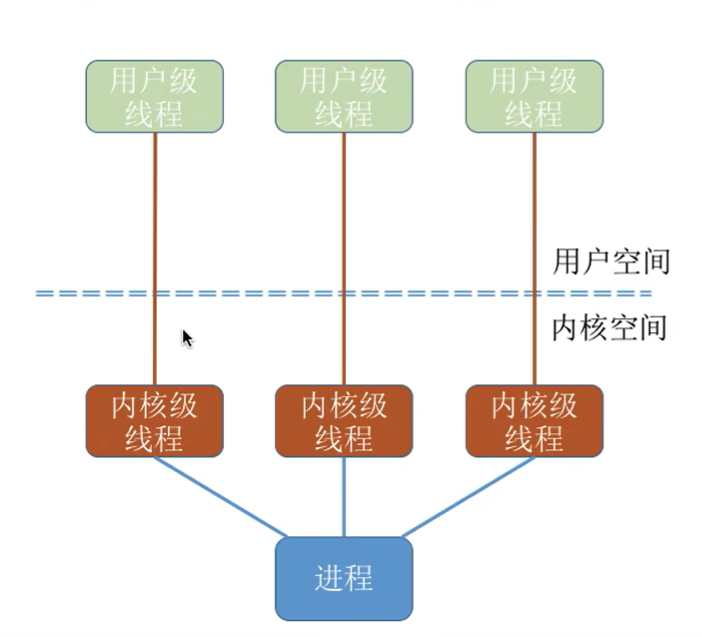 用户级 用户级 用户级
线程 线程 线程
用户空间
内核空间
内核级 内核级 内核级
线程 线程 线程
进程